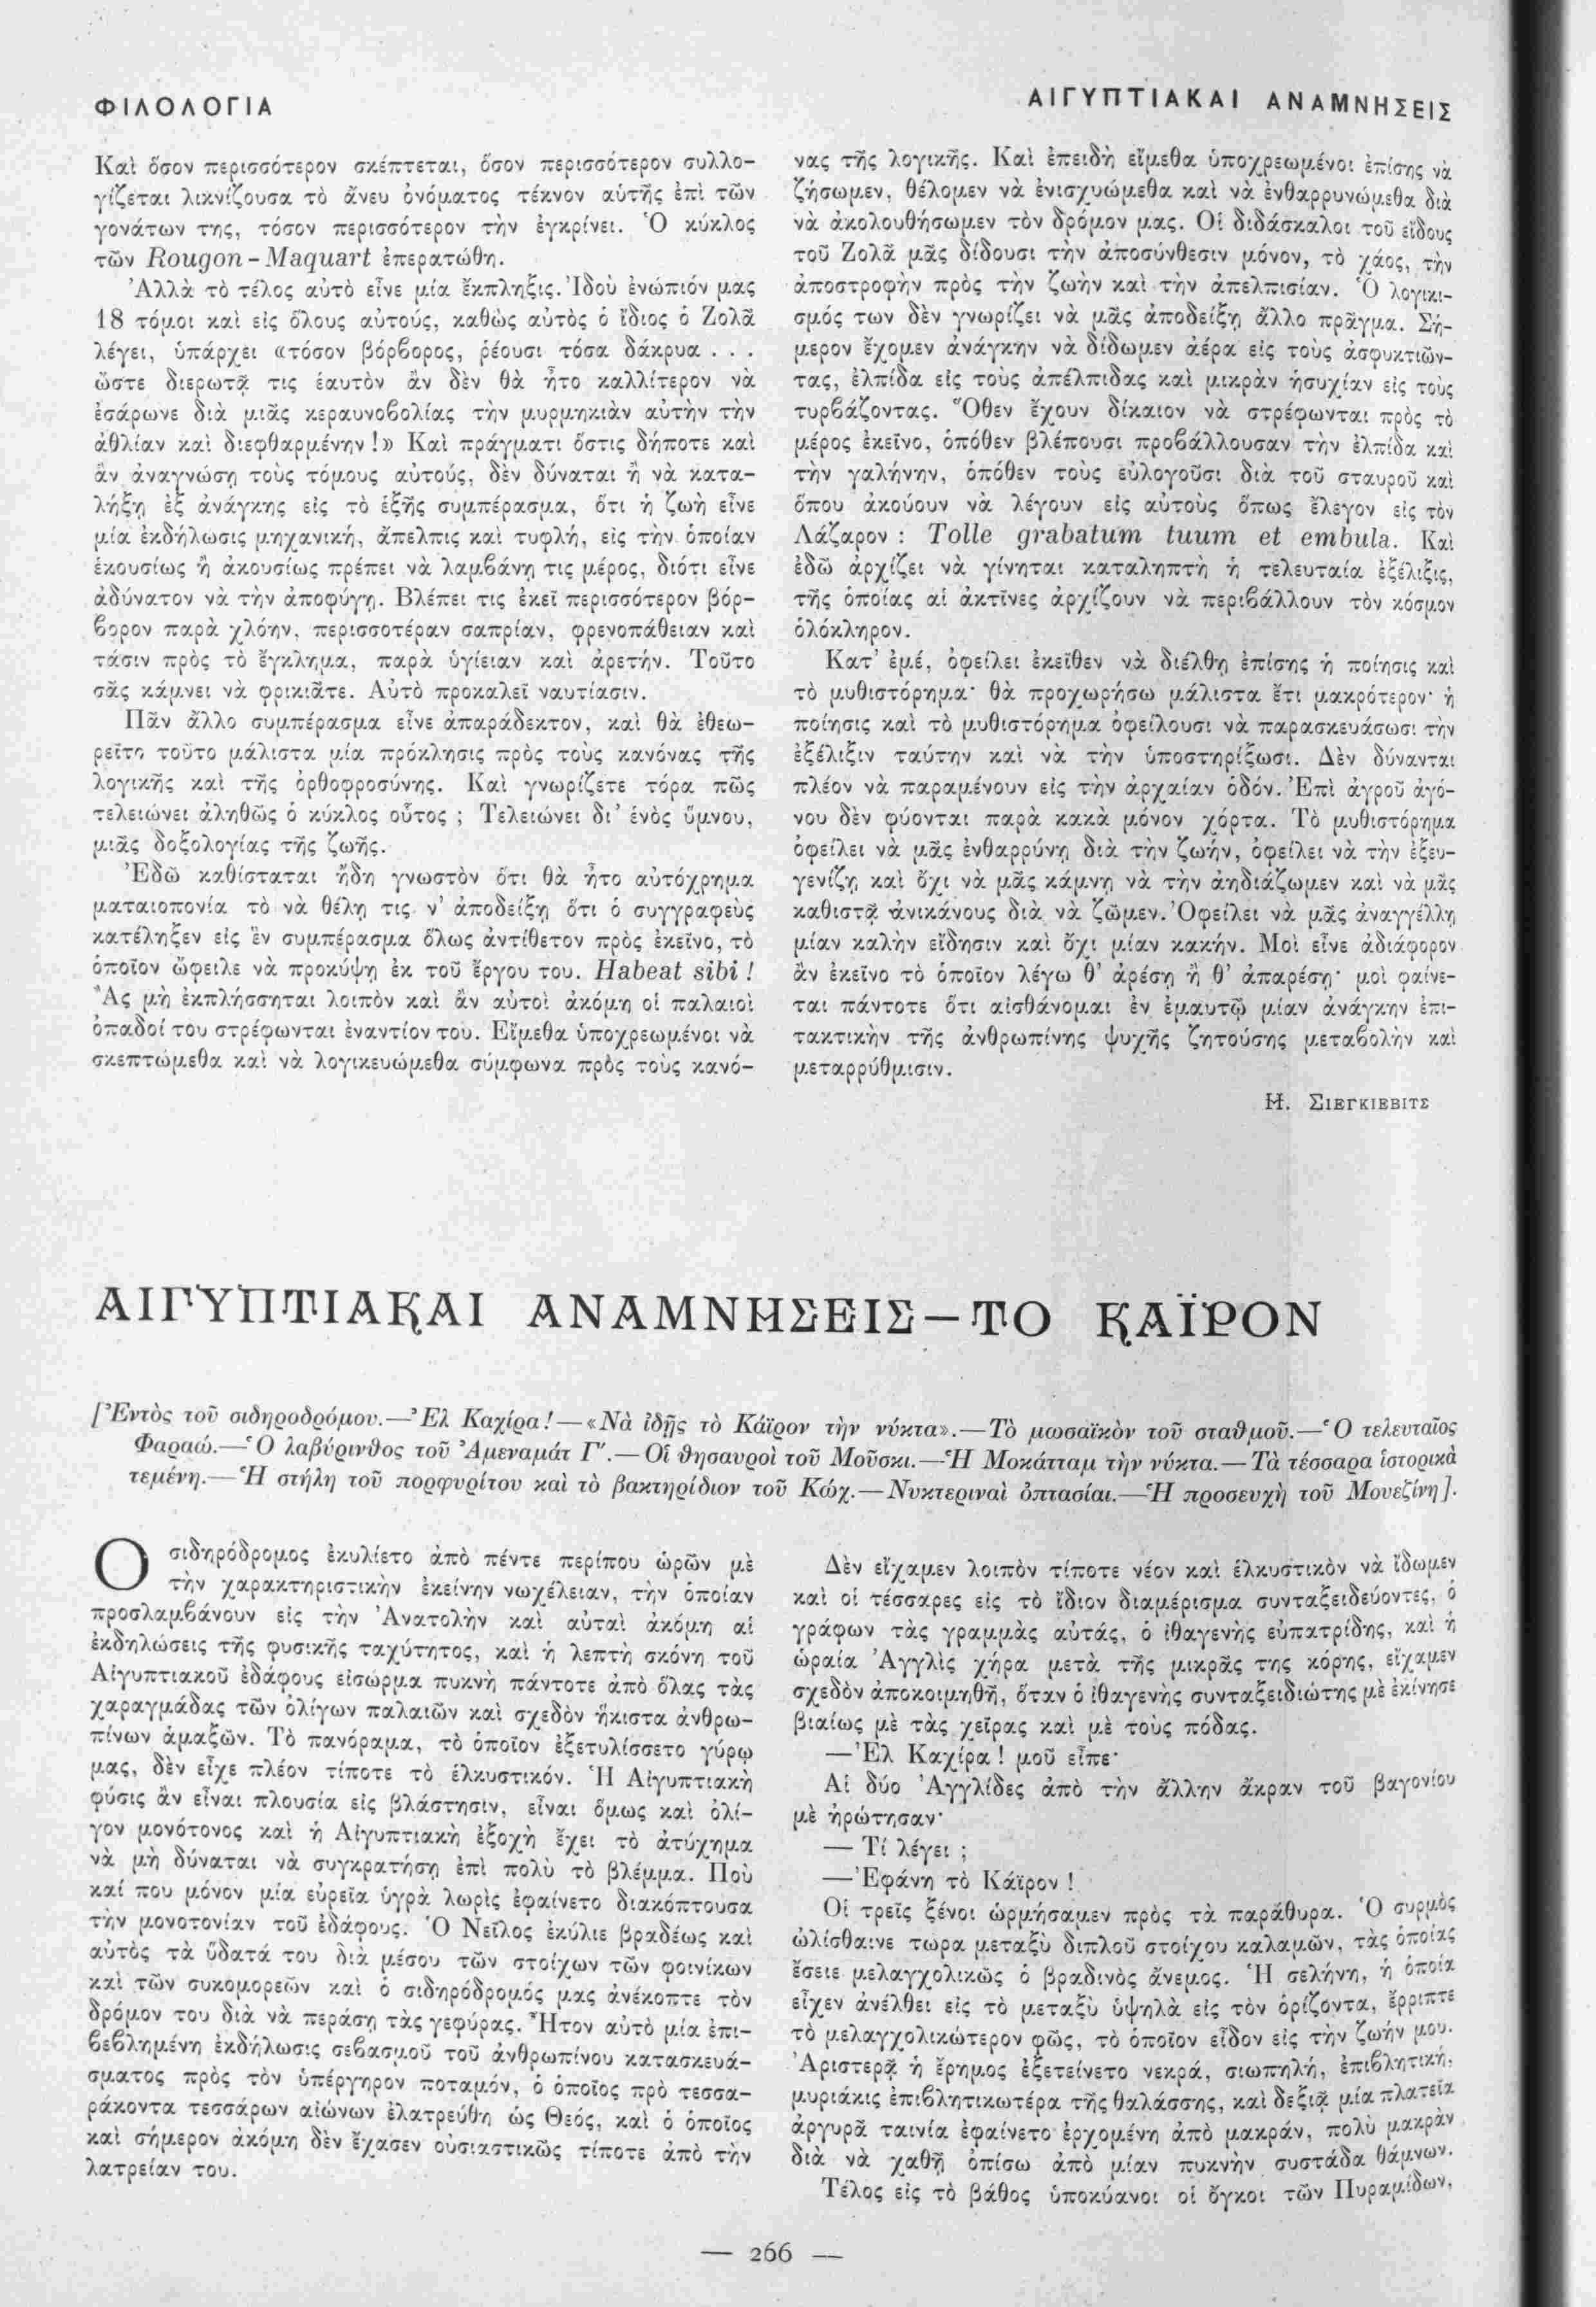 ΦΙΛΟΛΟΓΙΑ
ΑΙΓΥΠΤΙΑΚΑΙ ΑΝΑΜΝΗΣΕΙΣ
Καὶ ὅσον περισσότερον σκέπτεται, ὅσον περισσότερον συλλο-
γίζεται λικνίζουσα τὸ ἄνευ ὀνόματος τέκνον αὐτῆς ἐπὶ τῶν
γονάτων της, τόσον περισσότερον τὴν ἐγκρίνει. Ὁ κύκλος
τῶν Rougon-Maquart ἐπερατώθη.
Ἀλλὰ τὸ τέλος αὐτὸ εἶνε μία ἔκπληξις. Ἰδοὺ ἐνώπιόν μας
18 τόμοι καὶ εἰς ὅλους αὐτούς, καθὼς αὐτὸς ὁ ἴδιος ὁ Ζολᾶ
λέγει, ὑπάρχει «τόσον βόρβορος, ῥέουσι τόσα δάκρυα . . .
ὥστε διερωτᾷ τις ἑαυτὸν ἂν δὲν θὰ ἦτο καλλίτερον νὰ
ἐσάρωνε διὰ μιᾶς κεραυνοβολίας τὴν μυρμηκιὰν αὐτὴν τὴν
ἀθλίαν καὶ διεφθαρμένην!» Καὶ πράγματι ὅστις δήποτε καὶ
ἂν ἀναγνώσῃ τοὺς τόμους αὐτούς, δὲν δύναται ἢ νὰ κατα-
λήξῃ ἐξ ἀνάγκης εἰς τὸ ἑξῆς συμπέρασμα, ὅτι ἡ ζωὴ εἶνε
μία ἐκδήλωσις μηχανική, ἄπελπις καὶ τυφλή, εἰς τὴν ὁποίαν
ἑκουσίως ἢ ἀκουσίως πρέπει νὰ λαμβάνῃ τις μέρος, διότι εἶνε
ἀδύνατον νὰ τὴν ἀποφύγῃ. Βλέπει τις ἐκεῖ περισσότερον βόρ-
βορον παρὰ χλόην, περισσοτέραν σαπρίαν, φρενοπάθειαν καὶ
τάσιν πρὸς τὸ ἔγκλημα, παρὰ ὑγίειαν καὶ ἀρετήν. Τοῦτο
σᾶς κάμνει νὰ φρικιᾶτε. Αὐτὸ προκαλεῖ ναυτίασιν.
Πᾶν ἄλλο συμπέρασμα εἶνε ἀπαράδεκτον, καὶ θὰ ἐθεω-
ρεῖτο τοῦτο μάλιστα μία πρόκλησις πρὸς τοὺς κανόνας τῆς
λογικῆς καὶ τῆς ὀρθοφροσύνης. Καὶ γνωρίζετε τόρα πῶς
τελειώνει ἀληθῶς ὁ κύκλος οὗτος ; Τελειώνει δι' ἑνὸς ὕμνου,
μιᾶς δοξολογίας τῆς ζωῆς.
Ἐδῶ καθίσταται ἤδη γνωστὸν ὅτι θὰ ἦτο αὐτόχρημα
ματαιοπονία τὸ νὰ θέλῃ τις ν' ἀποδείξῃ ὅτι ὁ συγγραφεὺς
κατέληξεν εἰς ἓν συμπέρασμα ὅλως ἀντίθετον πρὸς ἐκεῖνο, τὸ
ὁποῖον ὤφειλε νὰ προκύψῃ ἐκ τοῦ ἔργου του. Habeat sibi !
Ἂς μὴ ἐκπλήσσηται λοιπὸν καὶ ἂν αὐτοὶ ἀκόμη οἱ παλαιοὶ
ὀπαδοί του στρέφωνται ἐναντίον του. Εἴμεθα ὑποχρεωμένοι νὰ
σκεπτώμεθα καὶ νὰ λογικευώμεθα σύμφωνα πρὸς τοὺς κανό-
νας τῆς λογικῆς. Καὶ ἐπειδὴ εἴμεθα ὑποχρεωμένοι ἐπίσης νὰ
ζήσωμεν, θέλομεν νὰ ἐνισχυώμεθα καὶ νὰ ἐνθαρρυνώμεθα διὰ
νὰ ἀκολουθήσωμεν τὸν δρόμον μας. Οἱ διδάσκαλοι τοῦ εἴδους
τοῦ Ζολᾶ μᾶς δίδουσι τὴν ἀποσύνθεσιν μόνον, τὸ χάος, τὴν
ἀποστροφὴν πρὸς τὴν ζωὴν καὶ τὴν ἀπελπισίαν. Ὁ λογικι-
σμός των δὲν γνωρίζει νὰ μᾶς ἀποδείξῃ ἄλλο πρᾶγμα. Σή-
μερον ἔχομεν ἀνάγκην νὰ δίδωμεν ἀέρα εἰς τοὺς ἀσφυκτιῶν-
τας, ἐλπίδα εἰς τοὺς ἀπέλπιδας καὶ μικρὰν ἡσυχίαν εἰς τοὺς
τυρβάζοντας. Ὅθεν ἔχουν δίκαιον νὰ στρέφωνται πρὸς τὸ
μέρος ἐκεῖνο, ὁπόθεν βλέπουσι προβάλλουσαν τὴν ἐλπίδα καὶ
τὴν γαλήνην, ὁπόθεν τοὺς εὐλογοῦσι διὰ τοῦ σταυροῦ καὶ
ὅπου ἀκούουν νὰ λέγουν εἰς αὐτοὺς ὅπως ἔλεγον εἰς τὸν
Λάζαρον : Tolle grabatum tuum et embula. Καὶ
ἐδῶ ἀρχίζει νὰ γίνηται καταληπτὴ ἡ τελευταία ἐξέλιξις,
τῆς ὁποίας αἱ ἀκτῖνες ἀρχίζουν νὰ περιβάλλουν τὸν κόσμον
ὁλόκληρον.
Κατ' ἐμέ, ὀφείλει ἐκεῖθεν νὰ διέλθῃ ἐπίσης ἡ ποίησις καὶ
τὸ μυθιστόρημα· θὰ προχωρήσω μάλιστα ἔτι μακρότερον· ἡ
ποίησις καὶ τὸ μυθιστόρημα ὀφείλουσι νὰ παρασκευάσωσι τὴν
ἐξέλιξιν ταύτην καὶ νὰ τὴν ὑποστηρίξωσι. Δὲν δύνανται
πλέον νὰ παραμένουν εἰς τὴν ἀρχαίαν ὁδόν. Ἐπὶ ἀγροῦ ἀγό-
νου δὲν φύονται παρὰ κακὰ μόνον χόρτα. Τὸ μυθιστόρημα
ὀφείλει νὰ μᾶς ἐνθαρρύνῃ διὰ τὴν ζωήν, ὀφείλει νὰ τὴν ἐξευ-
γενίζῃ καὶ ὄχι νὰ μᾶς κάμνῃ νὰ τὴν ἀηδιάζωμεν καὶ νὰ μᾶς
καθιστᾷ ἀνικάνους διὰ νὰ ζῶμεν. Ὀφείλει νὰ μᾶς ἀναγγέλλῃ
μίαν καλὴν εἴδησιν καὶ ὄχι μίαν κακήν. Μοὶ εἶνε ἀδιάφορον
ἂν ἐκεῖνο τὸ ὁποῖον λέγω θ' ἀρέσῃ ἢ θ' ἀπαρέσῃ· μοὶ φαίνε-
ται πάντοτε ὅτι αἰσθάνομαι ἐν ἐμαυτῷ μίαν ἀνάγκην ἐπι-
τακτικὴν τῆς ἀνθρωπίνης ψυχῆς ζητούσης μεταβολὴν καὶ
μεταρρύθμισιν.
Η. ΣΙΕΓΚΙΕΒΙΤΣ
ΑΙΓΥΠΤΙΑΚΑΙ ΑΝΑΜΝΗΣΕΙΣ—ΤΟ ΚΑΪΡΟΝ
[Ἐντὸς τοῦ σιδηροδρόμου.—Ἐλ Καχίρα!—«Νὰ ἰδῇς τὸ Κάϊρον τὴν νύκτα».—Τὸ μωσαϊκὸν τοῦ σταθμοῦ.—Ὁ τελευταῖος
Φαραώ.—Ὁ λαβύρινθος τοῦ Ἀμεναμάτ Γ′.—Οἱ θησαυροὶ τοῦ Μοῦσκι.—Ἡ Μοκάτταμ τὴν νύκτα.—Τὰ τέσσαρα ἱστορικὰ
τεμένη.—Ἡ στήλη τοῦ πορφυρίτου καὶ τὸ βακτηρίδιον τοῦ Κώχ.—Νυκτεριναὶ ὀπτασίαι.—Ἡ προσευχὴ τοῦ Μουεζίνη].
Ο σιδηρόδρομος ἐκυλίετο ἀπὸ πέντε περίπου ὡρῶν μὲ
τὴν χαρακτηριστικὴν ἐκείνην νωχέλειαν, τὴν ὁποίαν
προσλαμβάνουν εἰς τὴν Ἀνατολὴν καὶ αὐταὶ ἀκόμη αἱ
ἐκδηλώσεις τῆς φυσικῆς ταχύτητος, καὶ ἡ λεπτὴ σκόνη τοῦ
Αἰγυπτιακοῦ ἐδάφους εἰσώρμα πυκνὴ πάντοτε ἀπὸ ὅλας τὰς
χαραγμάδας τῶν ὀλίγων παλαιῶν καὶ σχεδὸν ἥκιστα ἀνθρω-
πίνων ἁμαξῶν. Τὸ πανόραμα, τὸ ὁποῖον ἐξετυλίσσετο γύρῳ
μας, δὲν εἶχε πλέον τίποτε τὸ ἑλκυστικόν. Ἡ Αἰγυπτιακὴ
φύσις ἂν εἶναι πλουσία εἰς βλάστησιν, εἶναι ὅμως καὶ ὀλί-
γον μονότονος καὶ ἡ Αἰγυπτιακὴ ἐξοχὴ ἔχει τὸ ἀτύχημα
νὰ μὴ δύναται νὰ συγκρατήσῃ ἐπὶ πολὺ τὸ βλέμμα. Ποὺ
καί που μόνον μία εὐρεῖα ὑγρὰ λωρὶς ἐφαίνετο διακόπτουσα
τὴν μονοτονίαν τοῦ ἐδάφους. Ὁ Νεῖλος ἐκύλιε βραδέως καὶ
αὐτὸς τὰ ὕδατά του διὰ μέσου τῶν στοίχων τῶν φοινίκων
καὶ τῶν συκομορεῶν καὶ ὁ σιδηρόδρομός μας ἀνέκοπτε τὸν
δρόμον του διὰ νὰ περάσῃ τὰς γεφύρας. Ἦτον αὐτὸ μία ἐπι-
βεβλημένη ἐκδήλωσις σεβασμοῦ τοῦ ἀνθρωπίνου κατασκευά-
σματος πρὸς τὸν ὑπέργηρον ποταμόν, ὁ ὁποῖος πρὸ τεσσα-
ράκοντα τεσσάρων αἰώνων ἐλατρεύθη ὡς Θεός, καὶ ὁ ὁποῖος
καὶ σήμερον ἀκόμη δὲν ἔχασεν οὐσιαστικῶς τίποτε ἀπὸ τὴν
λατρείαν του.
Δὲν εἴχαμεν λοιπὸν τίποτε νέον καὶ ἑλκυστικὸν νὰ ἴδωμεν
καὶ οἱ τέσσαρες εἰς τὸ ἴδιον διαμέρισμα συνταξειδεύοντες, ὁ
γράφων τὰς γραμμὰς αὐτάς, ὁ ἰθαγενὴς εὐπατρίδης, καὶ ἡ
ὡραία Ἀγγλὶς χήρα μετὰ τῆς μικρᾶς της κόρης, εἴχαμεν
σχεδὸν ἀποκοιμηθῆ, ὅταν ὁ ἰθαγενὴς συνταξειδιώτης μὲ ἐκίνησε
βιαίως μὲ τὰς χεῖρας καὶ μὲ τοὺς πόδας.
—Ἐλ Καχίρα! μοῦ εἶπε·
Αἱ δύο Ἀγγλίδες ἀπὸ τὴν ἄλλην ἄκραν τοῦ βαγονίου
μὲ ἠρώτησαν·
— Τί λέγει ;
—Ἐφάνη τὸ Κάϊρον !
Οἱ τρεῖς ξένοι ὡρμήσαμεν πρὸς τὰ παράθυρα. Ὁ συρμὸς
ὠλίσθαινε τωρα μεταξὺ διπλοῦ στοίχου καλαμῶν, τὰς ὁποίας
ἔσειε μελαγχολικῶς ὁ βραδινὸς ἄνεμος. Ἡ σελήνη, ἡ ὁποία
εἶχεν ἀνέλθει εἰς τὸ μεταξὺ ὑψηλὰ εἰς τὸν ὁρίζοντα, ἔρριπτε
τὸ μελαγχολικώτερον φῶς, τὸ ὁποῖον εἶδον εἰς τὴν ζωήν μου.
Ἀριστερᾷ ἡ ἔρημος ἐξετείνετο νεκρά, σιωπηλή, ἐπιβλητική,
μυριάκις ἐπιβλητικωτέρα τῆς θαλάσσης, καὶ δεξιᾷ μία πλατεῖα
ἀργυρᾶ ταινία ἐφαίνετο ἐρχομένη ἀπὸ μακράν, πολὺ μακρὰν
διὰ νὰ χαθῇ ὀπίσω ἀπὸ μίαν πυκνὴν συστάδα θάμνων.
Τέλος εἰς τὸ βάθος ὑποκύανοι οἱ ὄγκοι τῶν Πυραμίδων,
— 266 —